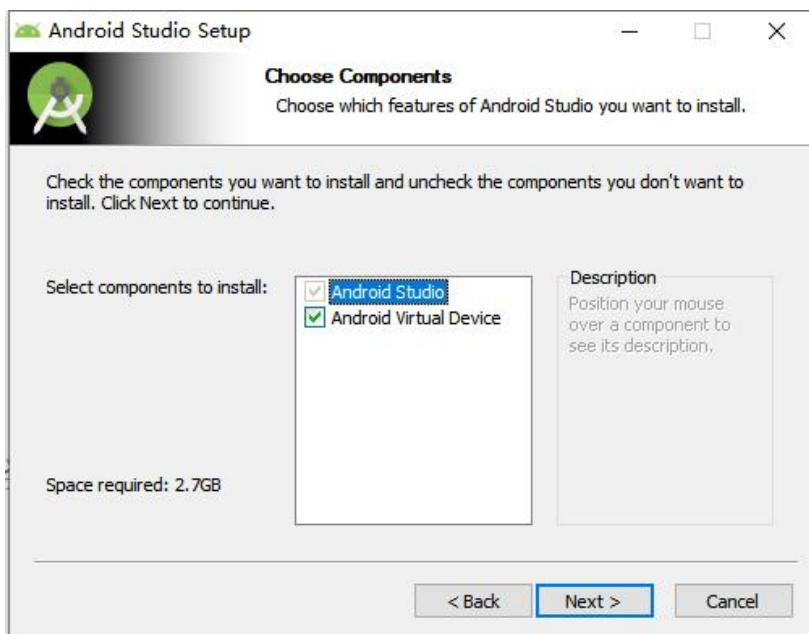 Android Studio Setup
Choose Components
Choose which features of Android Studio you want to install.
Check the components you want to install and uncheck the components you don't want to
install. Click Next to continue.
Select components to install:
Android Studio
Android Virtual Device
Description
Position your mouse
over a component to
see its description.
Space required: 2.7GB
< Back
Next >
Cancel